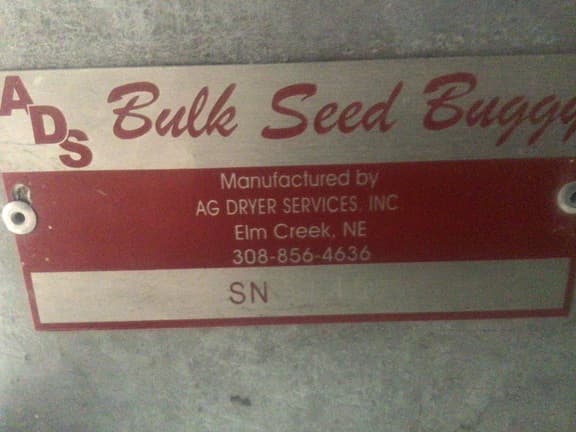 ADS Bulk Seed Buggy
Manufactured by
AG DRYER SERVICES, INC
Elm Creek, NE
308-856-4636
SN